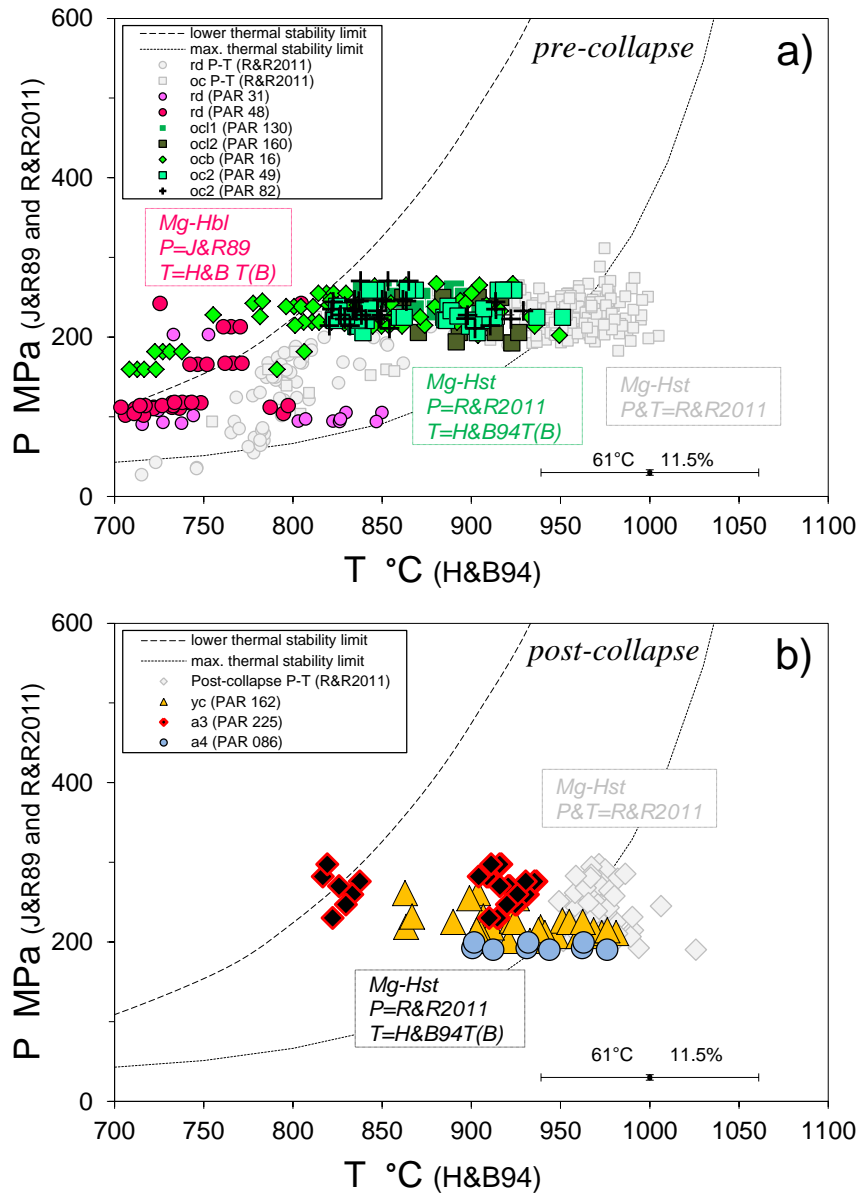 a)
pre-collapse
lower thermal stability limit
max. thermal stability limit
rd P-T (R&R2011)
oc P-T (R&R2011)
rd (PAR 31)
rd (PAR 48)
ocl1 (PAR 130)
ocl2 (PAR 160)
ocb (PAR 16)
oc2 (PAR 49)
oc2 (PAR 82)
600
400
200
0
P MPa (J&R89 and R&R2011)
Mg-Hbl
P=J&R89
T=H&B T(B)
Mg-Hst
P=R&R2011
T=H&B94T(B)
Mg-Hst
P&T=R&R2011
61°C 11.5%
700 750 800 850 900 950 1000 1050 1100
T °C (H&B94)
b)
post-collapse
lower thermal stability limit
max. thermal stability limit
Post-collapse P-T (R&R2011)
yc (PAR 162)
a3 (PAR 225)
a4 (PAR 086)
600
400
200
0
P MPa (J&R89 and R&R2011)
Mg-Hst
P&T=R&R2011
Mg-Hst
P=R&R2011
T=H&B94T(B)
61°C 11.5%
700 750 800 850 900 950 1000 1050 1100
T °C (H&B94)